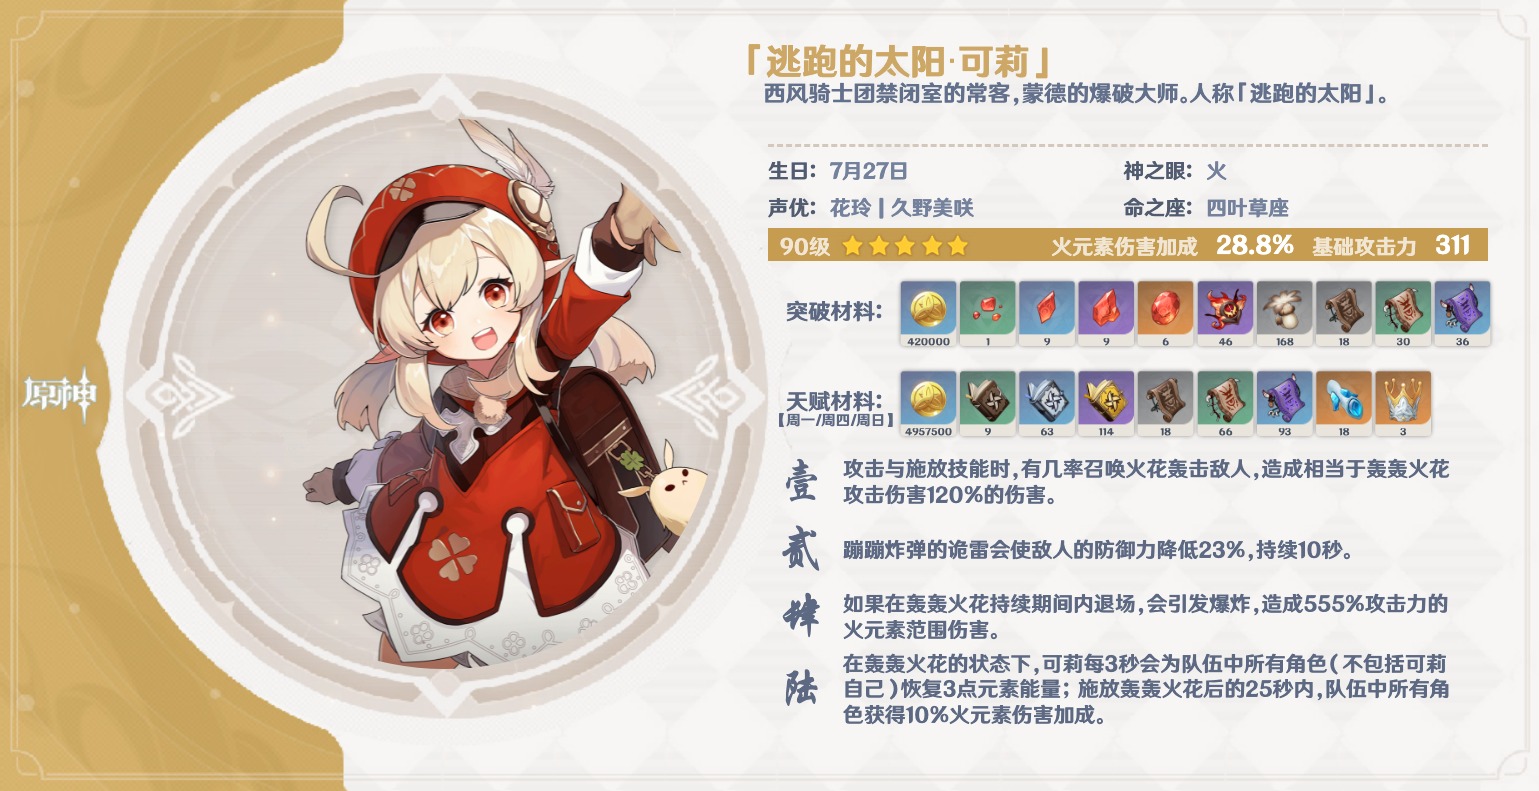 「逃跑的太阳·可莉」
西风骑士团禁闭室的常客,蒙德的爆破大师。人称「逃跑的太阳」。
生日: 7月27日
神之眼: 火
声优: 花玲 | 久野美咲
命之座: 四叶草座
90级
火元素伤害加成 28.8% 基础攻击力 311
原神
突破材料:
420000 1 9 9 6 46 168 18 30 36
天赋材料:
【周一/周四/周日】
4957500 9 63 114 18 66 93 18 3
壹
攻击与施放技能时,有几率召唤火花轰击敌人,造成相当于轰轰火花
攻击伤害120%的伤害。
贰
蹦蹦炸弹的诡雷会使敌人的防御力降低23%,持续10秒。
肆
如果在轰轰火花持续期间内退场,会引发爆炸,造成555%攻击力的
火元素范围伤害。
陆
在轰轰火花的状态下,可莉每3秒会为队伍中所有角色(不包括可莉
自己)恢复3点元素能量; 施放轰轰火花后的25秒内,队伍中所有角
色获得10%火元素伤害加成。